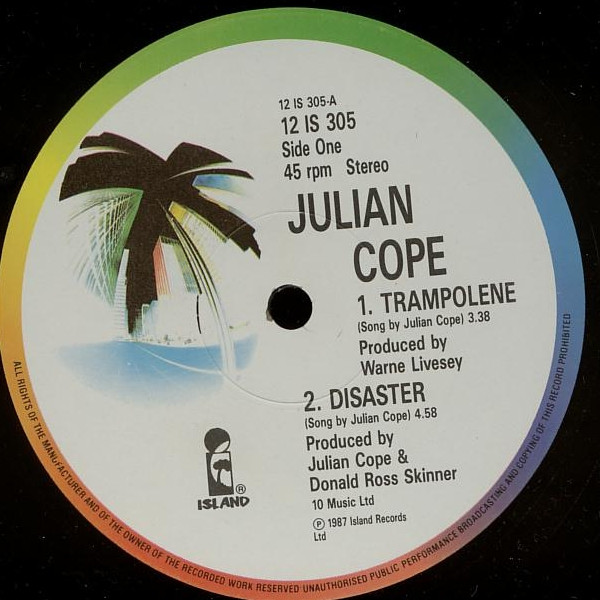 12 IS 305-A
12 IS 305
Side One
45 rpm Stereo
JULIAN
COPE
1. TRAMPOLENE
(Song by Julian Cope) 3.38
Produced by
Warne Livesey
2. DISASTER
(Song by Julian Cope) 4.58
Produced by
Julian Cope &
Donald Ross Skinner
10 Music Ltd
℗ 1987 Island Records
Ltd
ISLAND ®
ALL RIGHTS OF THE MANUFACTURER AND OF THE OWNER OF THE RECORDED WORK RESERVED UNAUTHORISED PUBLIC PERFORMANCE BROADCASTING AND COPYING OF THIS RECORD PROHIBITED